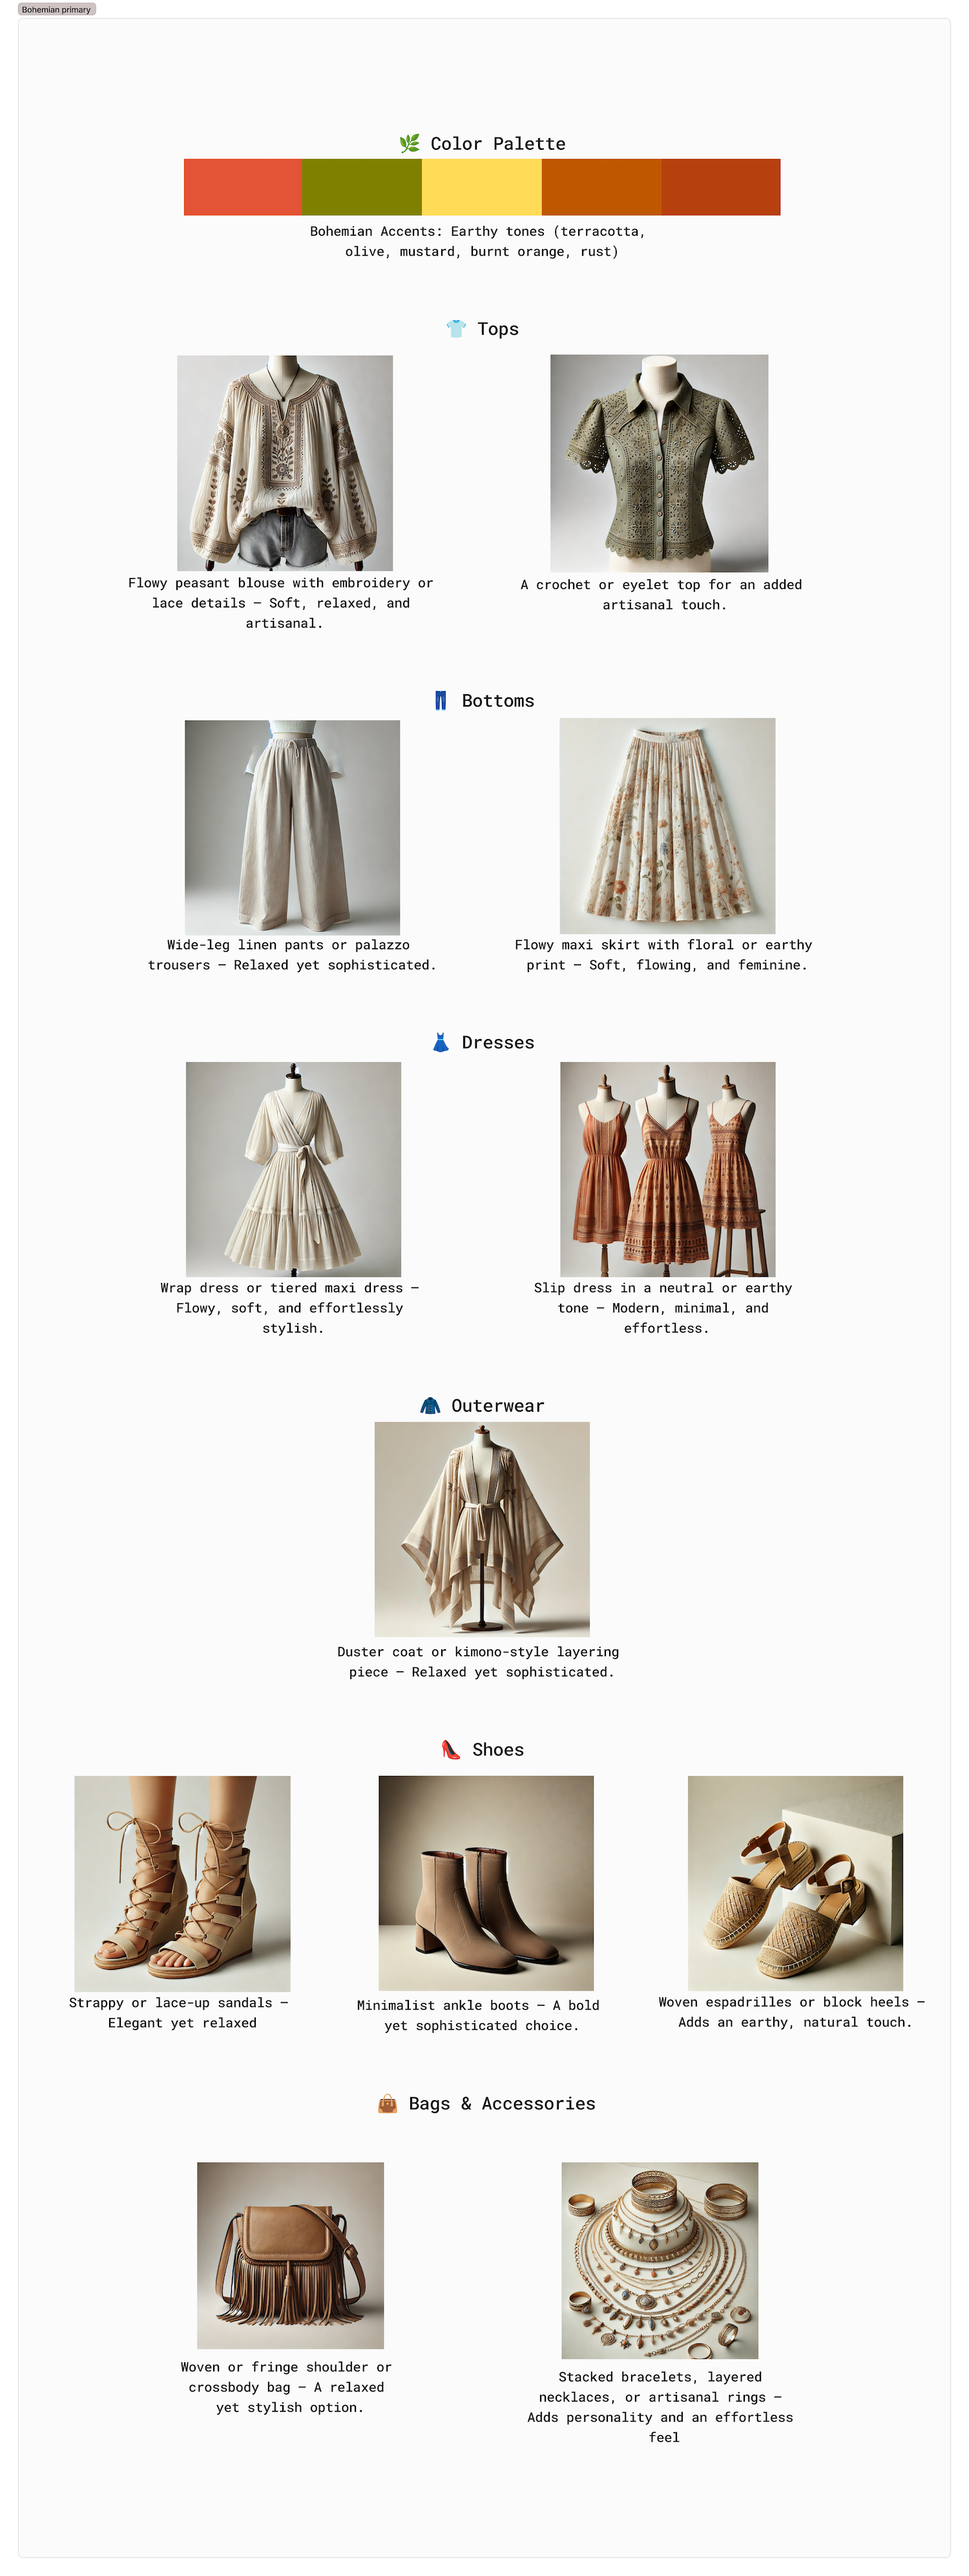 Bohemian primary
🌿 Color Palette
Bohemian Accents: Earthy tones (terracotta,
olive, mustard, burnt orange, rust)
👕 Tops
Flowy peasant blouse with embroidery or
lace details – Soft, relaxed, and
artisanal.
A crochet or eyelet top for an added
artisanal touch.
👖 Bottoms
Wide-leg linen pants or palazzo
trousers – Relaxed yet sophisticated.
Flowy maxi skirt with floral or earthy
print – Soft, flowing, and feminine.
👗 Dresses
Wrap dress or tiered maxi dress –
Flowy, soft, and effortlessly
stylish.
Slip dress in a neutral or earthy
tone – Modern, minimal, and
effortless.
🧥 Outerwear
Duster coat or kimono-style layering
piece – Relaxed yet sophisticated.
👠 Shoes
Strappy or lace-up sandals –
Elegant yet relaxed
Minimalist ankle boots – A bold
yet sophisticated choice.
Woven espadrilles or block heels –
Adds an earthy, natural touch.
👜 Bags & Accessories
Woven or fringe shoulder or
crossbody bag – A relaxed
yet stylish option.
Stacked bracelets, layered
necklaces, or artisanal rings –
Adds personality and an effortless
feel